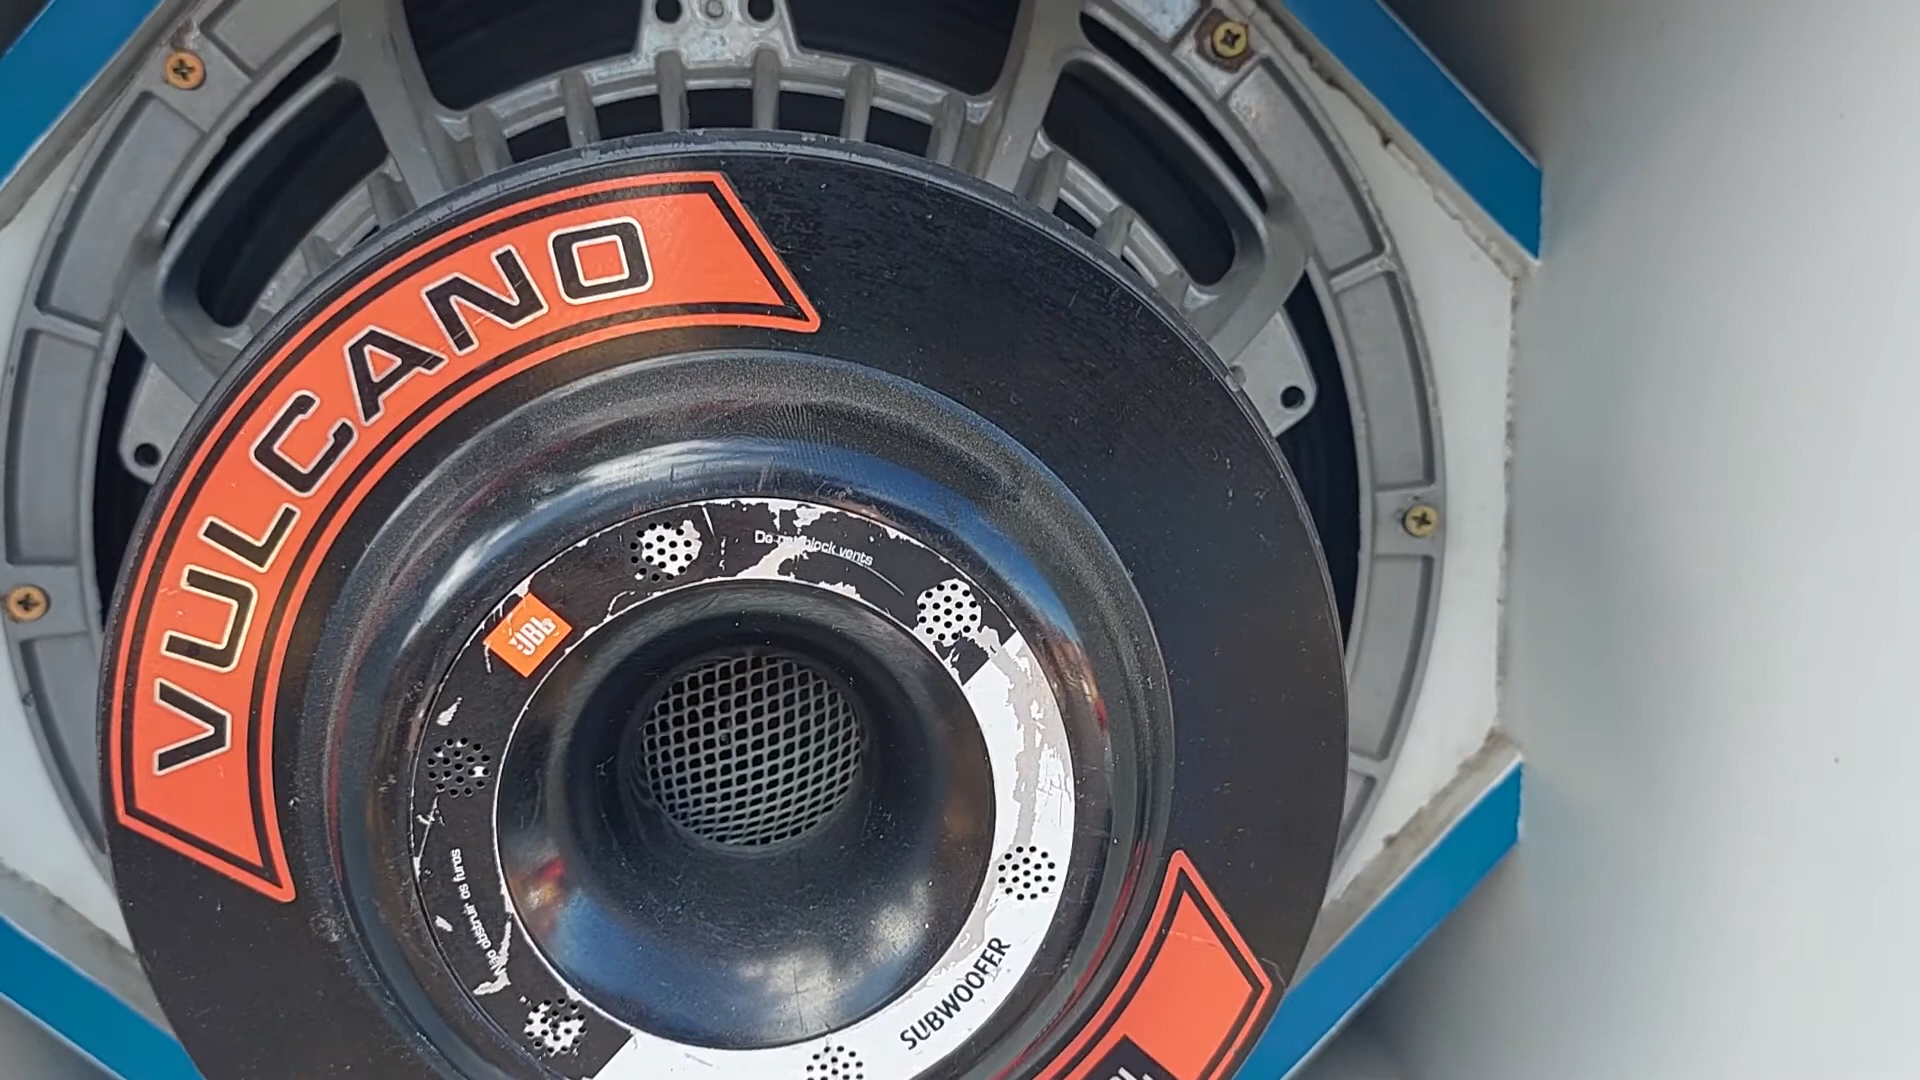 VULCANO
Do not block vents
JBL
Não obstruir os furos
SUBWOOFER